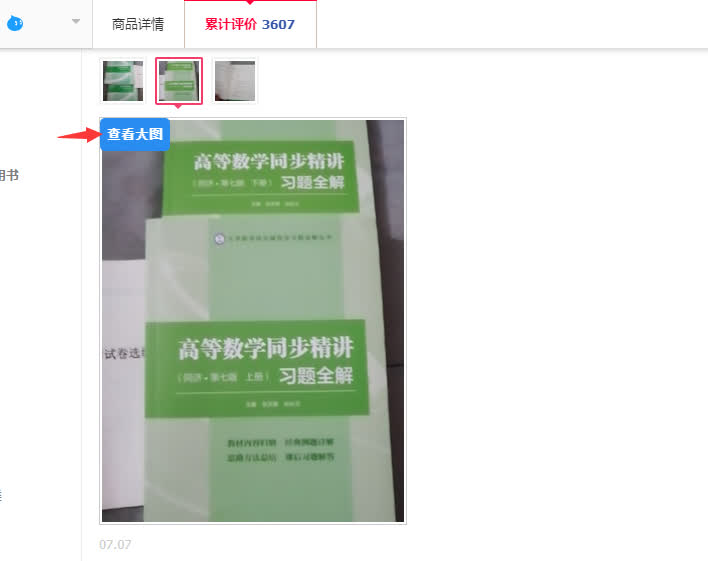 商品详情
累计评价 3607
用书
查看大图
高等数学同步精讲
(同济·第七版 下册) 习题全解
高等数学同步精讲
(同济·第七版 上册) 习题全解
教材内容归纳 经典例题详解
思路方法总结 课后习题解答
试卷选
07.07